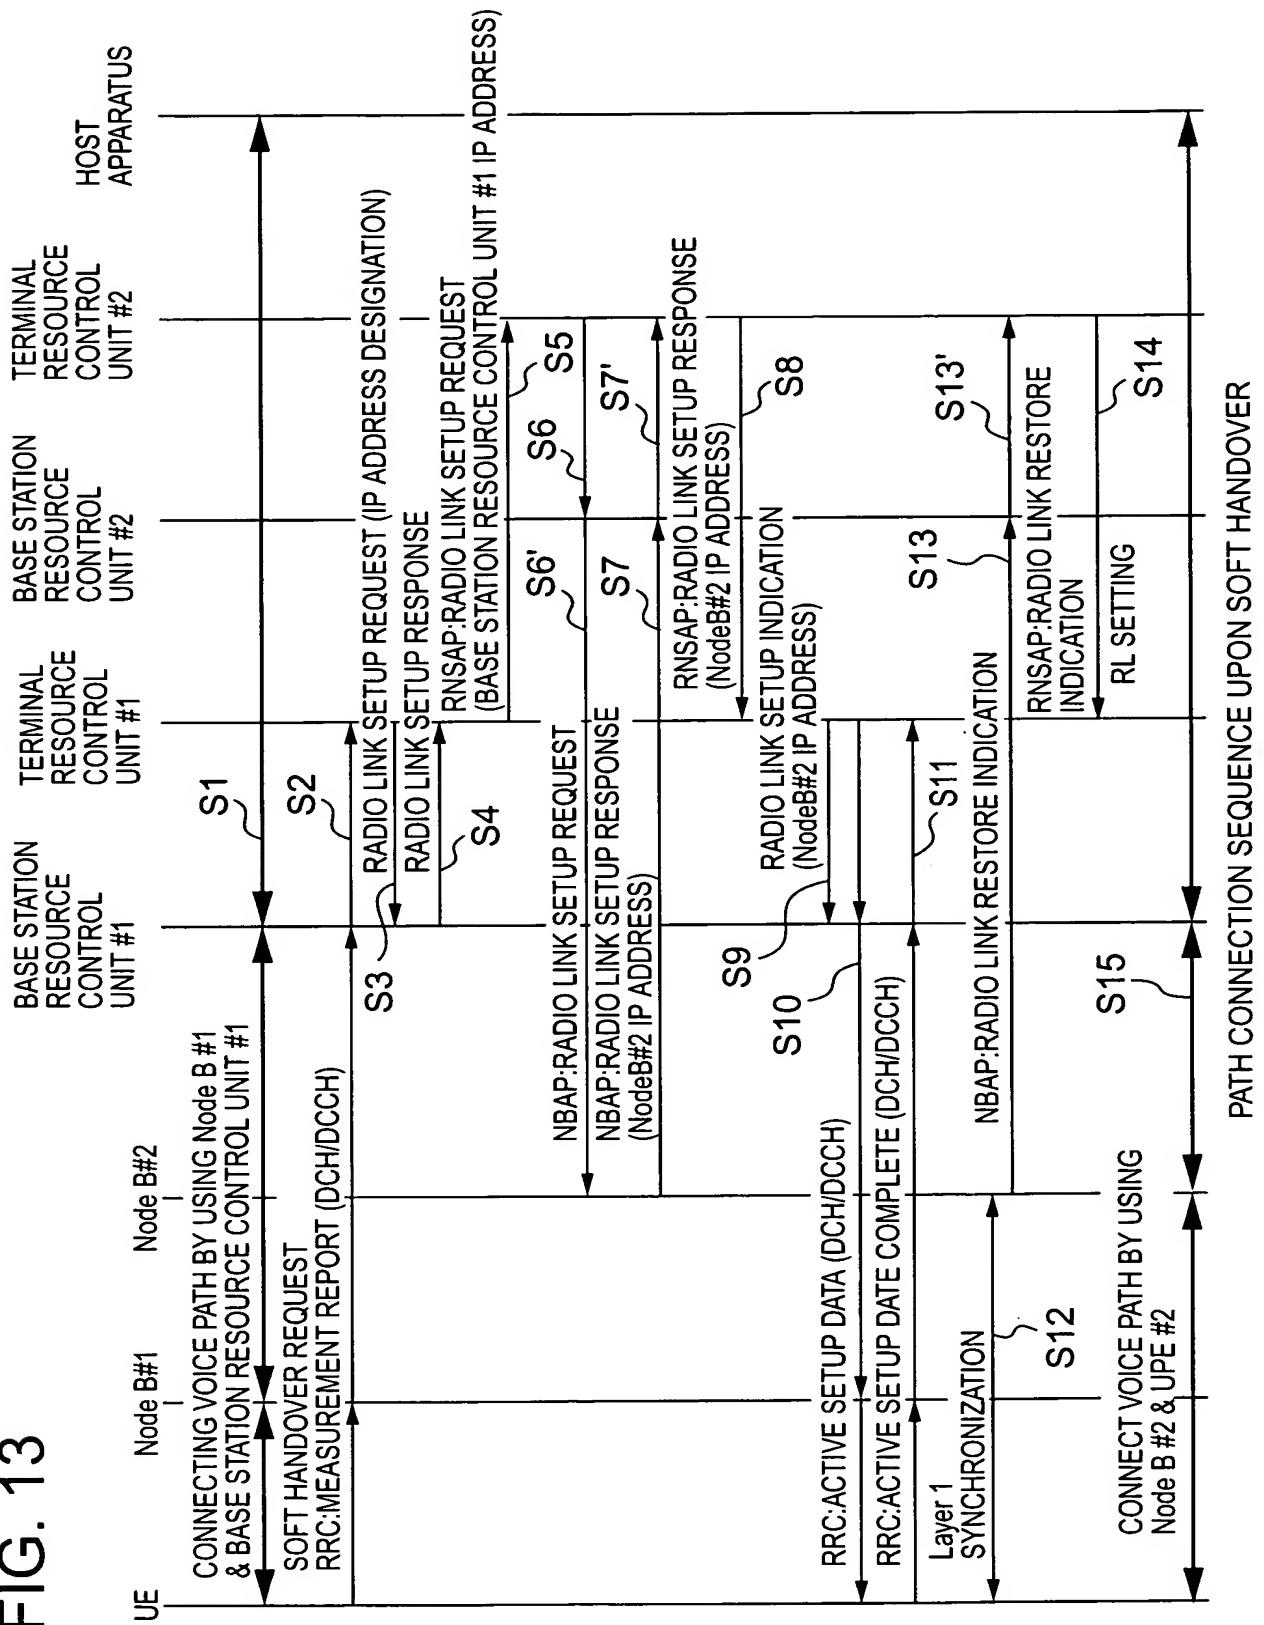 FIG. 13
UE
Node B#1
Node B#2
BASE STATION
RESOURCE
CONTROL
UNIT #1
TERMINAL
RESOURCE
CONTROL
UNIT #1
BASE STATION
RESOURCE
CONTROL
UNIT #2
TERMINAL
RESOURCE
CONTROL
UNIT #2
HOST
APPARATUS
CONNECTING VOICE PATH BY USING Node B #1
& BASE STATION RESOURCE CONTROL UNIT #1
S1
SOFT HANDOVER REQUEST
RRC:MEASUREMENT REPORT (DCH/DCCH)
S2
RADIO LINK SETUP REQUEST (IP ADDRESS DESIGNATION)
S3
RADIO LINK SETUP RESPONSE
S4
RNSAP:RADIO LINK SETUP REQUEST
(BASE STATION RESOURCE CONTROL UNIT #1 IP ADDRESS)
S5
S6
NBAP:RADIO LINK SETUP REQUEST
S6'
NBAP:RADIO LINK SETUP RESPONSE
(NodeB#2 IP ADDRESS)
S7
S7'
RNSAP:RADIO LINK SETUP RESPONSE
(NodeB#2 IP ADDRESS)
S8
RADIO LINK SETUP INDICATION
(NodeB#2 IP ADDRESS)
S9
RRC:ACTIVE SETUP DATA (DCH/DCCH)
S10
RRC:ACTIVE SETUP DATE COMPLETE (DCH/DCCH)
S11
Layer 1
SYNCHRONIZATION
S12
NBAP:RADIO LINK RESTORE INDICATION
S13
S13'
RNSAP:RADIO LINK RESTORE
INDICATION
RL SETTING
S14
CONNECT VOICE PATH BY USING
Node B #2 & UPE #2
S15
PATH CONNECTION SEQUENCE UPON SOFT HANDOVER